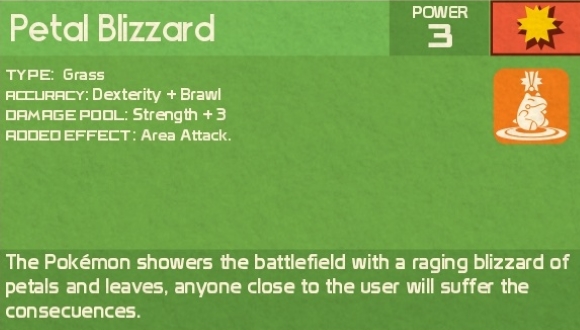 Petal Blizzard
POWER
3
TYPE: Grass
ACCURACY: Dexterity + Brawl
DAMAGE POOL: Strength + 3
ADDED EFFECT: Area Attack.
The Pokémon showers the battlefield with a raging blizzard of
petals and leaves, anyone close to the user will suffer the
consecuences.